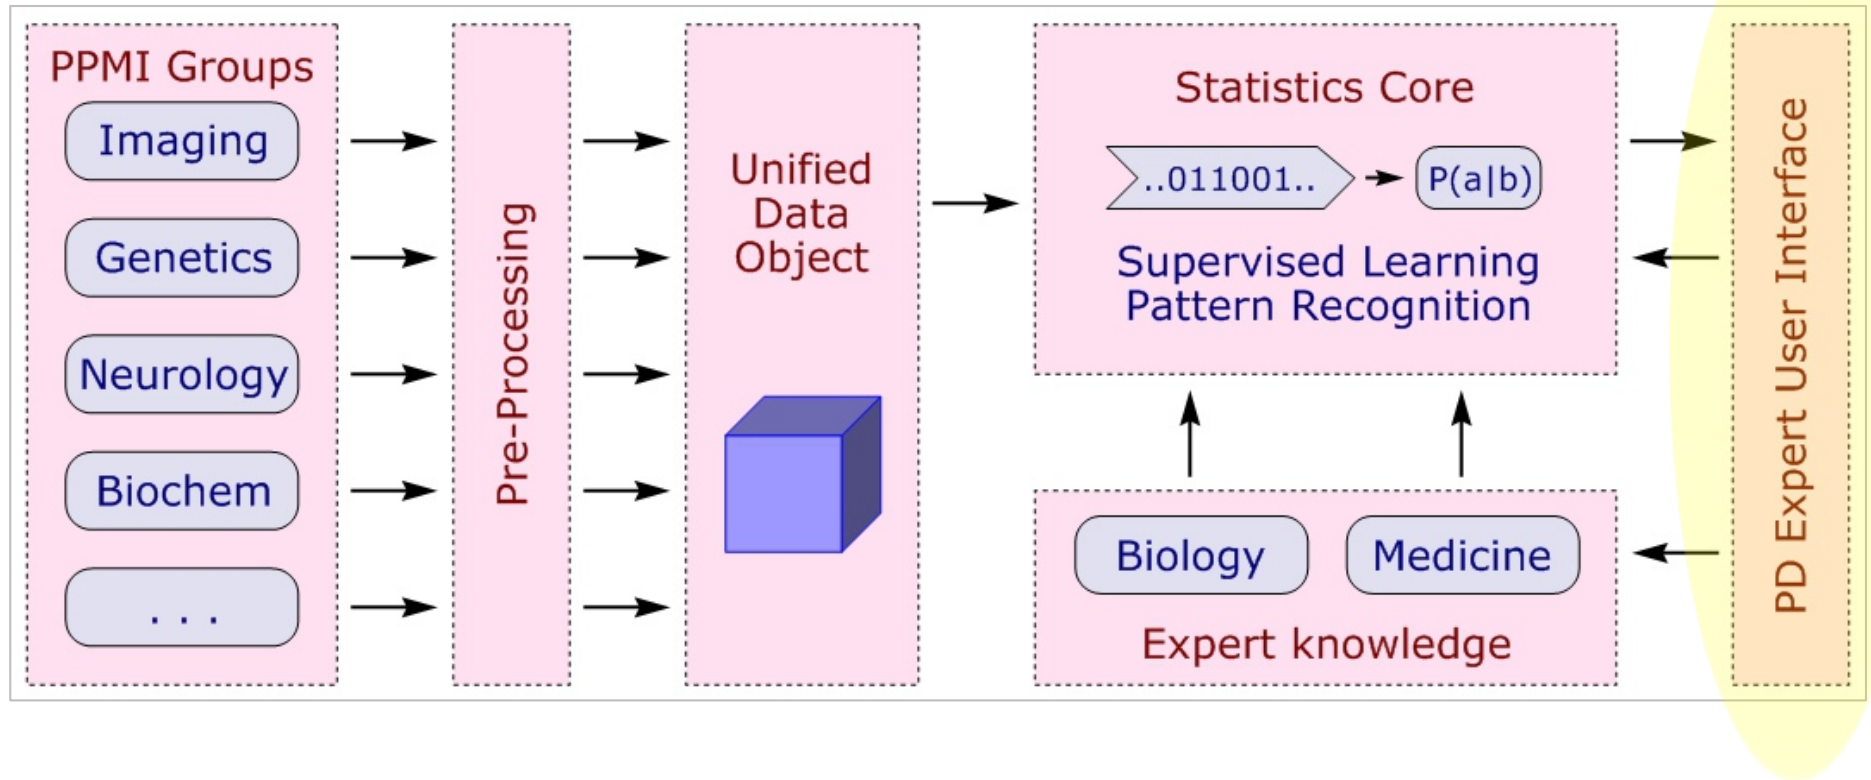 PPMI Groups
Imaging
Genetics
Neurology
Biochem
. . .
Pre-Processing
Unified
Data
Object
Statistics Core
..011001..
P(a|b)
Supervised Learning
Pattern Recognition
Biology
Medicine
Expert knowledge
PD Expert User Interface